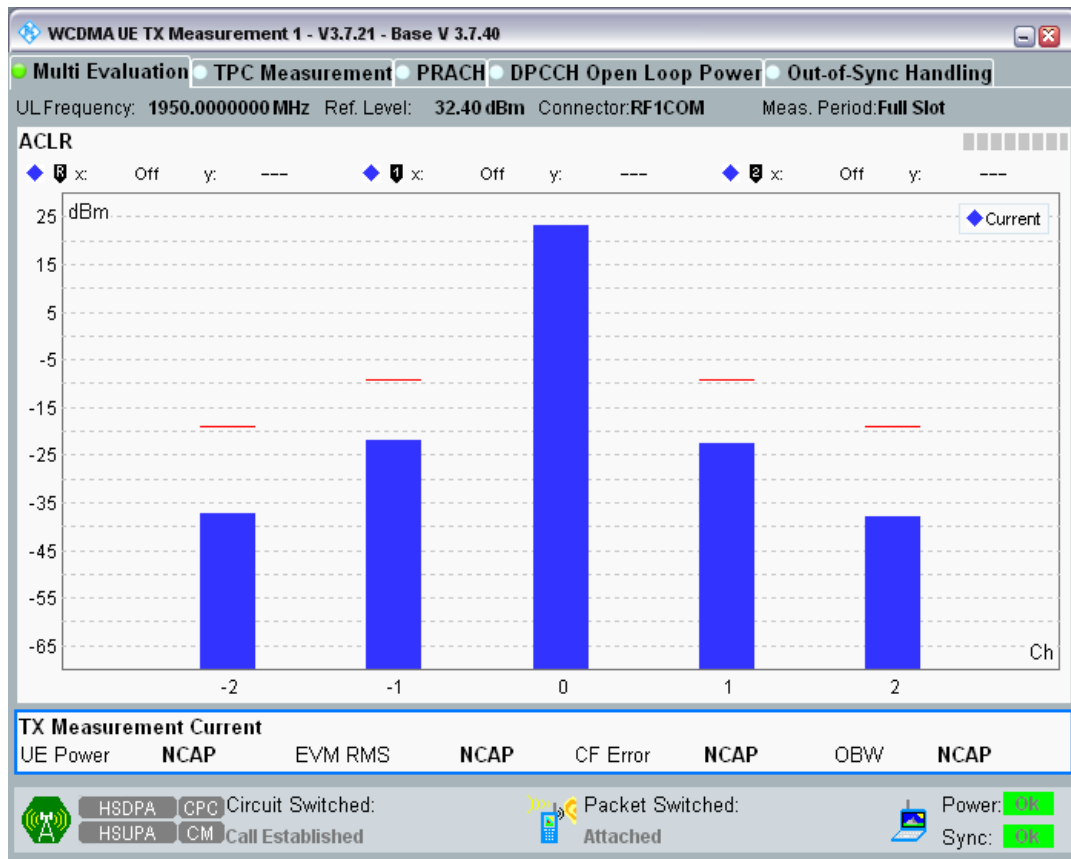 WCDMA UE TX Measurement 1 - V3.7.21 - Base V 3.7.40
Multi Evaluation TPC Measurement PRACH DPCCH Open Loop Power Out-of-Sync Handling
UL Frequency: 1950.0000000 MHz Ref. Level: 32.40 dBm Connector:RF1COM Meas. Period:Full Slot
ACLR
R x: Off y: --- 1 x: Off y: --- 2 x: Off y: ---
dBm
Current
25
15
5
-5
-15
-25
-35
-45
-55
-65
Ch
-2 -1 0 1 2
TX Measurement Current
UE Power NCAP EVM RMS NCAP CF Error NCAP OBW NCAP
HSDPA CPC Circuit Switched: Packet Switched: Power: OK
HSUPA CM Call Established Attached Sync: OK